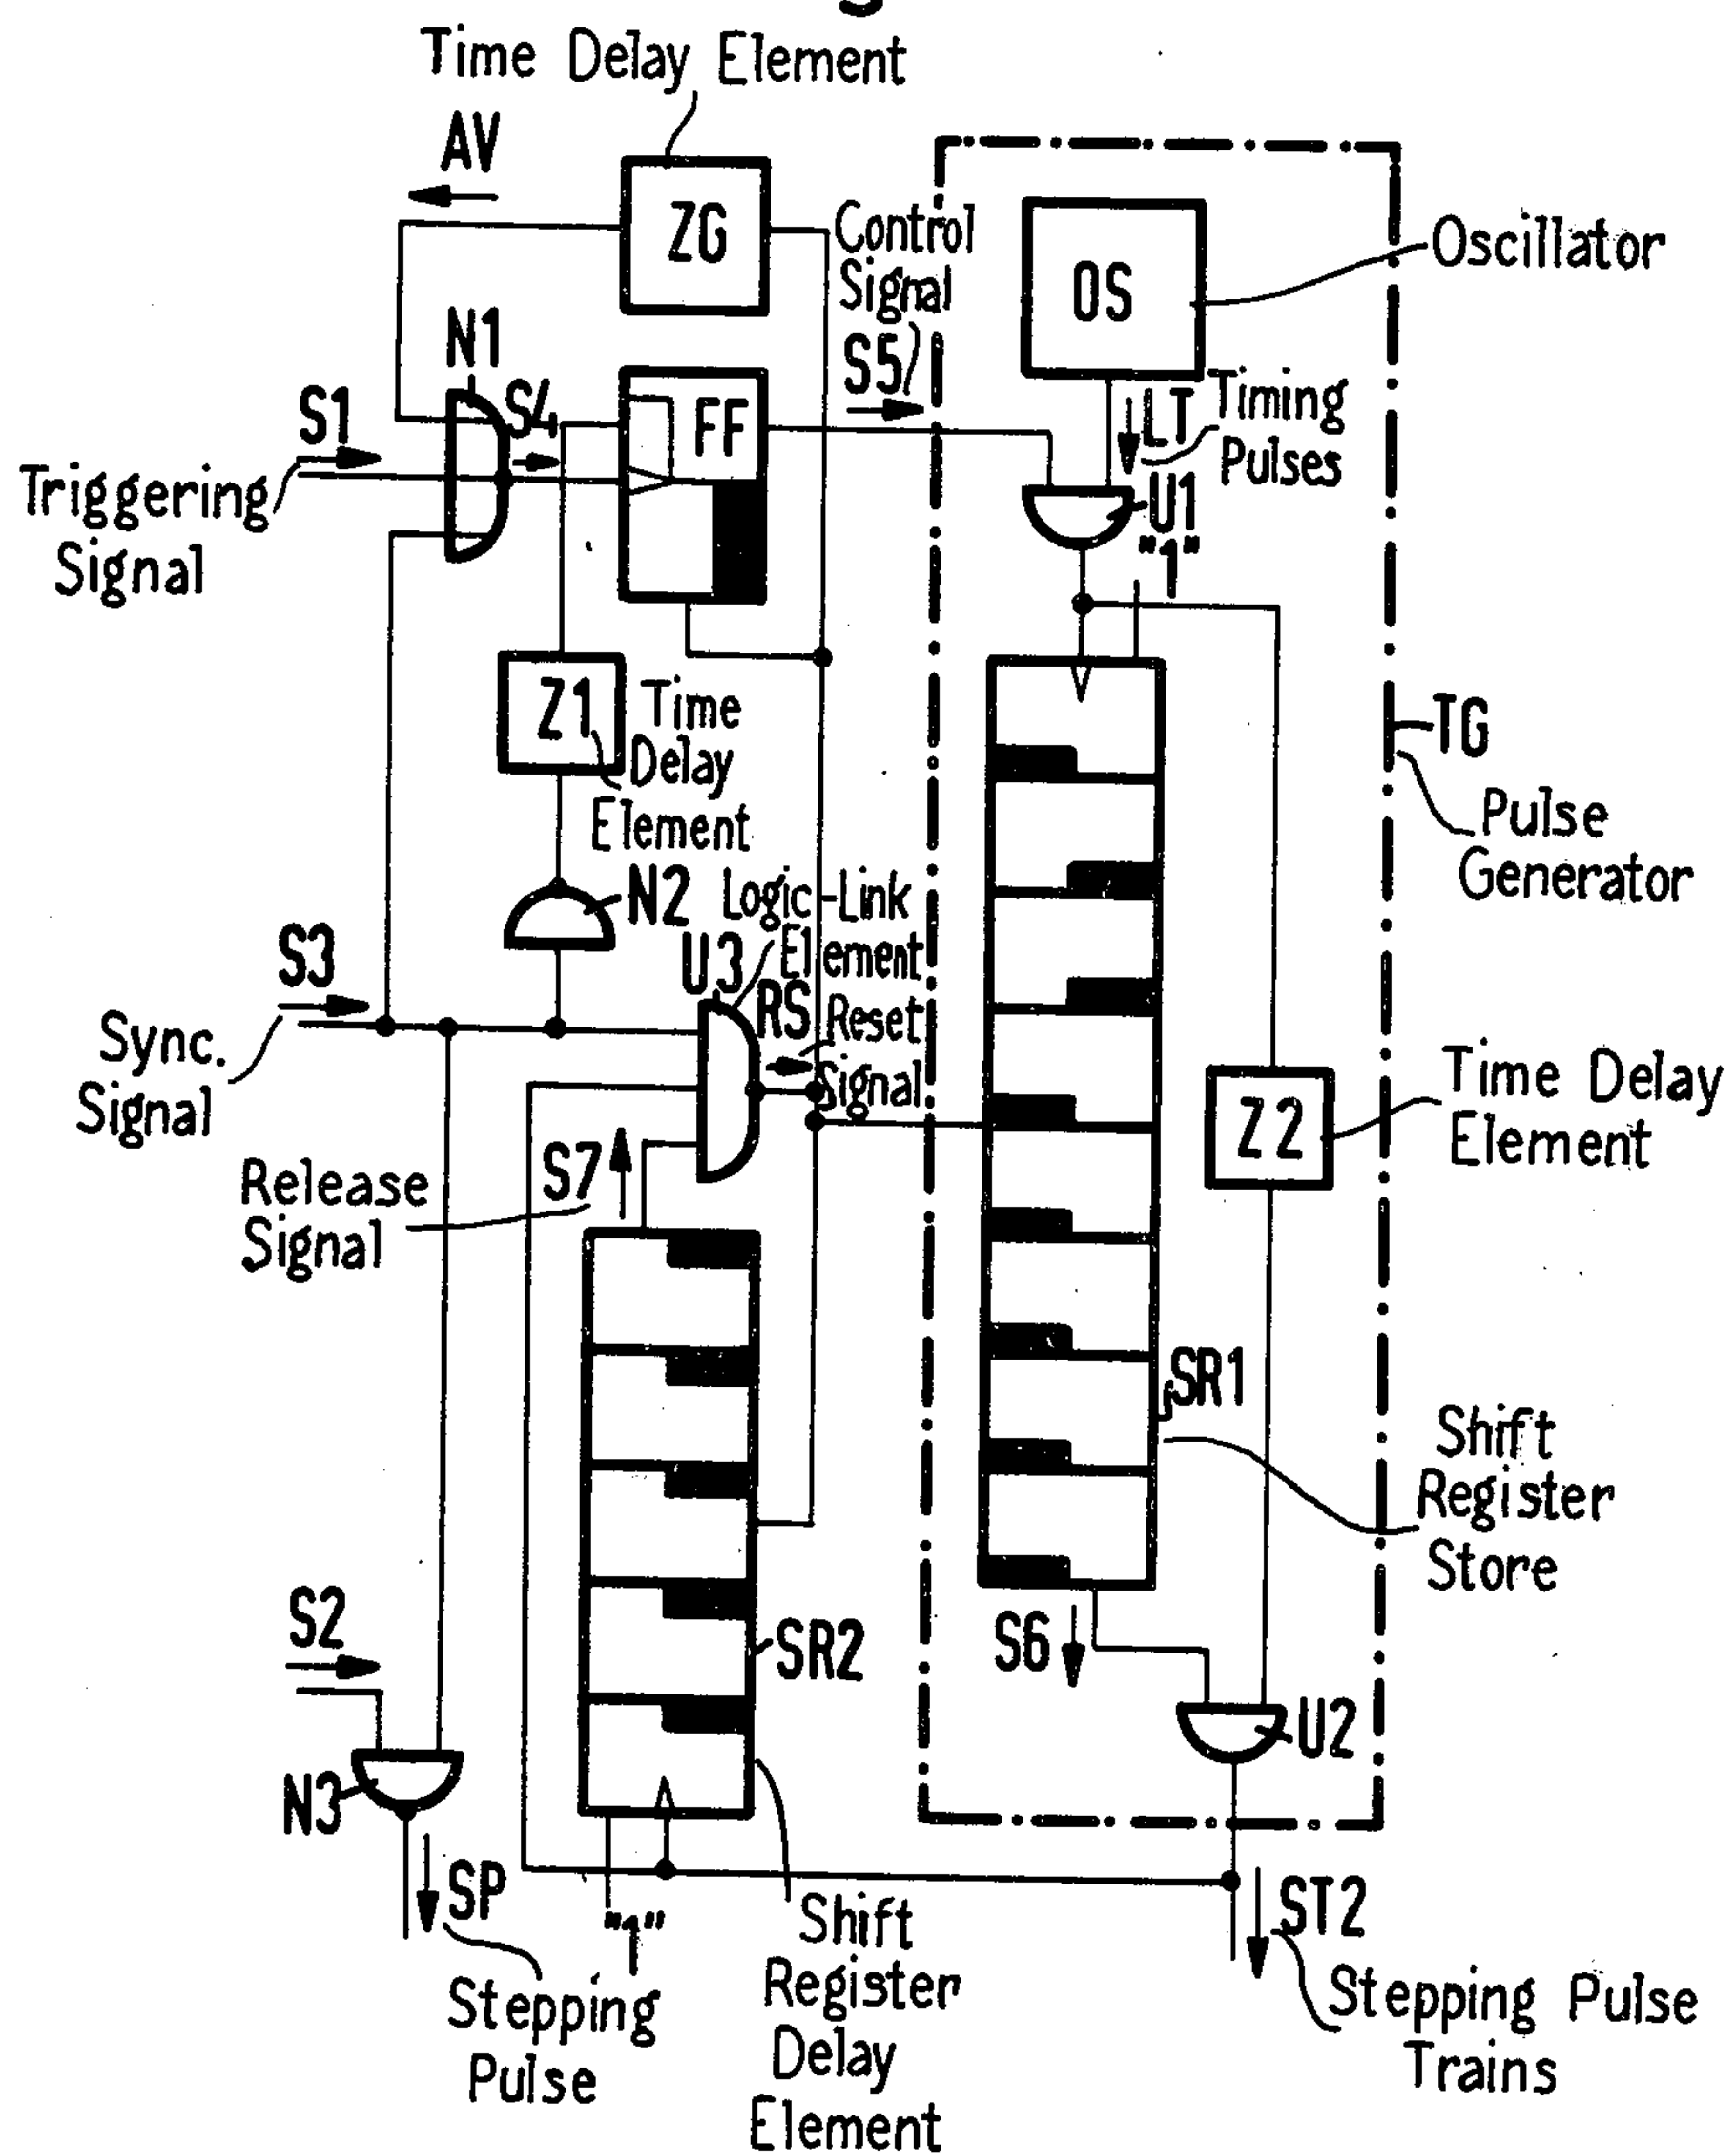 Time Delay Element
AV
ZG
Control
Signal
S5
OS
Oscillator
N1
S1
S4
FF
LT
Timing
Pulses
Triggering
Signal
U1
"1"
Z1
Time
Delay
Element
TG
Pulse
Generator
N2
Logic-Link
Element
U3
S3
RS
Reset
Signal
Sync.
Signal
Time Delay
Element
Z2
S7
Release
Signal
SR1
Shift
Register
Store
S2
SR2
S6
U2
N3
SP
"1"
Shift
Register
Delay
Element
ST2
Stepping
Pulse
Stepping Pulse
Trains